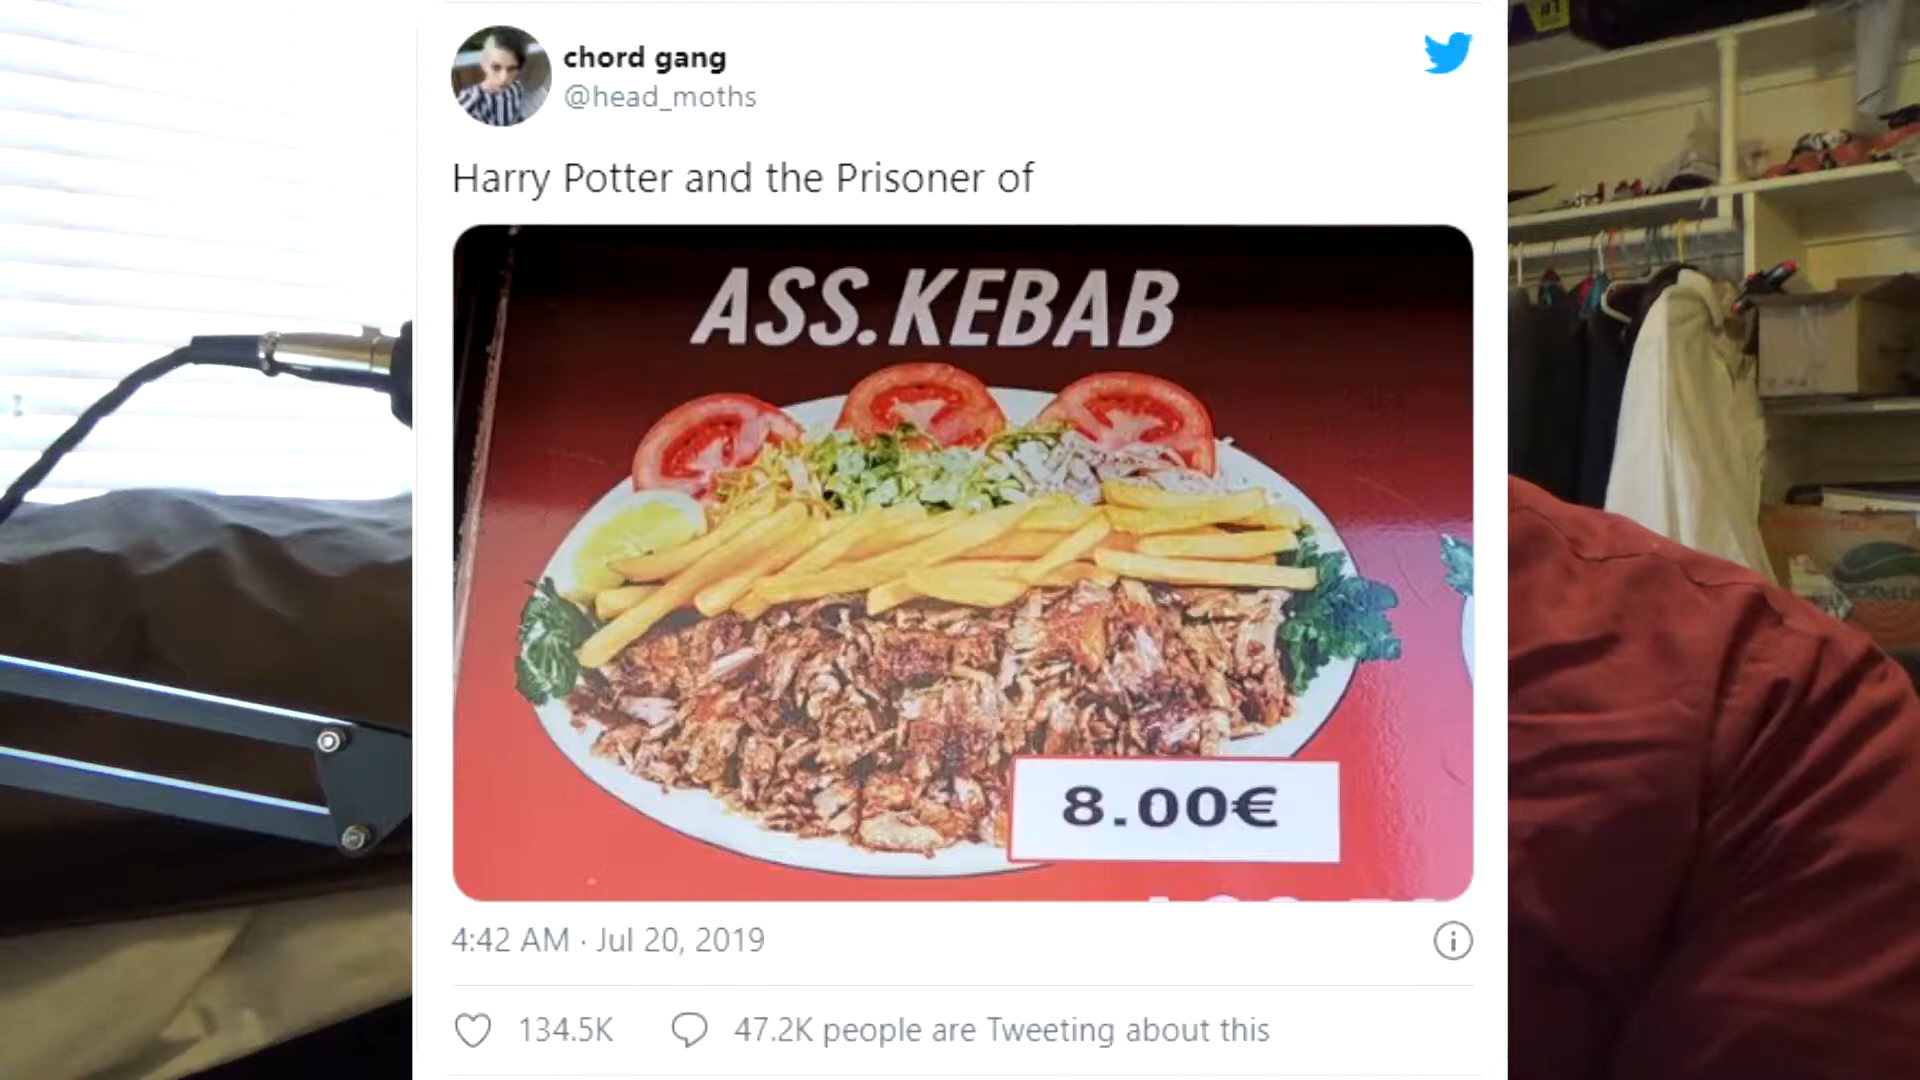 #1
chord gang
@head_moths
Harry Potter and the Prisoner of
ASS.KEBAB
8.00€
4:42 AM · Jul 20, 2019
134.5K
47.2K people are Tweeting about this